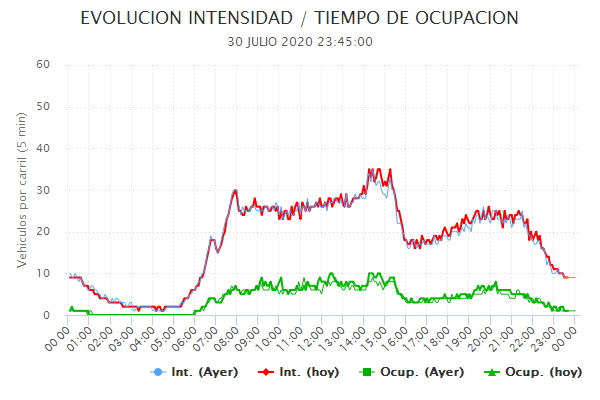 EVOLUCION INTENSIDAD / TIEMPO DE OCUPACION
30 JULIO 2020 23:45:00
Vehículos por carril (5 min)
60
50
40
30
20
10
0
00:00 01:00 02:00 03:00 04:00 05:00 06:00 07:00 08:00 09:00 10:00 11:00 12:00 13:00 14:00 15:00 16:00 17:00 18:00 19:00 20:00 21:00 22:00 23:00 00:00
Int. (Ayer) Int. (hoy) Ocup. (Ayer) Ocup. (hoy)